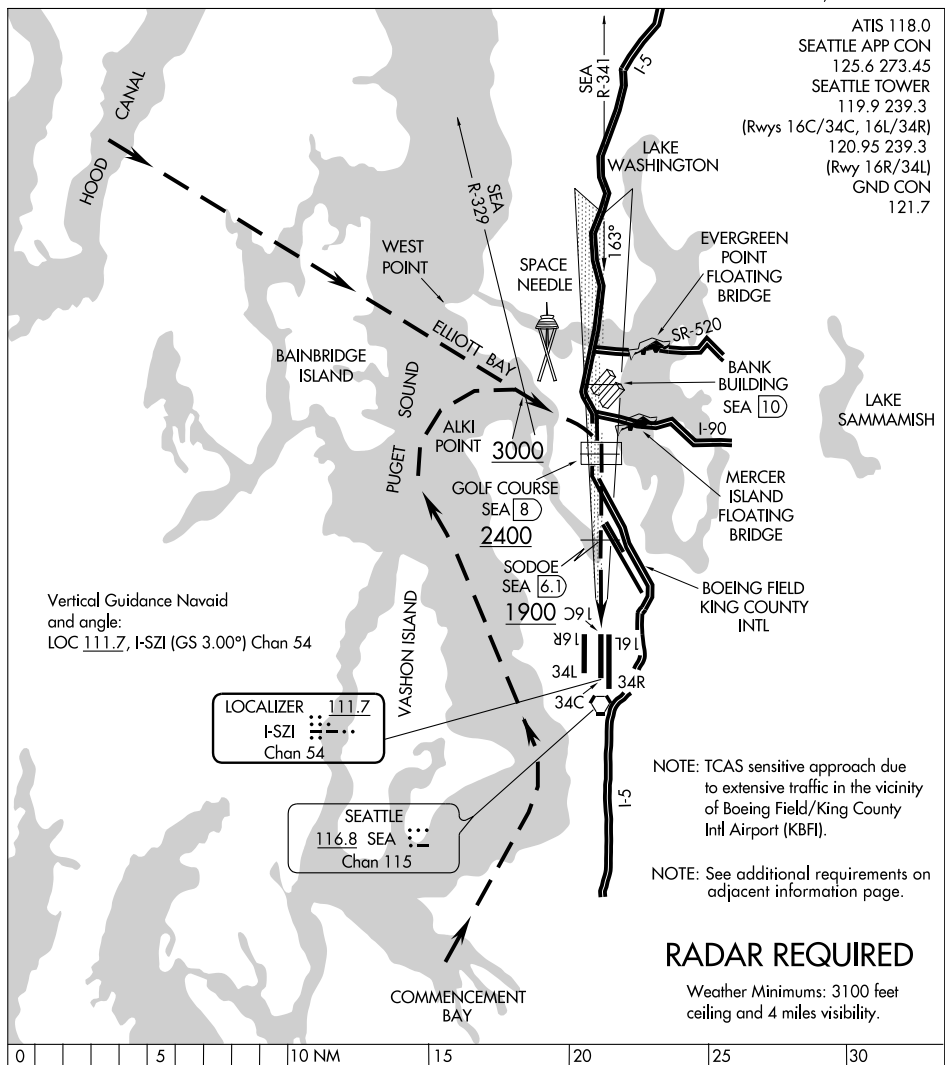 ATIS 118.0
SEATTLE APP CON
125.6 273.45
SEATTLE TOWER
119.9 239.3
(Rwys 16C/34C, 16L/34R)
120.95 239.3
(Rwy 16R/34L)
GND CON
121.7
HOOD
CANAL
SEA
R-341
I-5
LAKE
WASHINGTON
SEA
R-329
163°
WEST
POINT
SPACE
NEEDLE
EVERGREEN
POINT
FLOATING
BRIDGE
SR-520
ELLIOTT BAY
BAINBRIDGE
ISLAND
BANK
BUILDING
SEA 10
LAKE
SAMMAMISH
PUGET
SOUND
ALKI
POINT
3000
I-90
GOLF COURSE
SEA 8
2400
MERCER
ISLAND
FLOATING
BRIDGE
SODOE
SEA 6.1
1900
BOEING FIELD
KING COUNTY
INTL
Vertical Guidance Navaid
and angle:
LOC 111.7, I-SZI (GS 3.00°) Chan 54
VASHON ISLAND
16C
16R
16L
34L
34R
34C
LOCALIZER 111.7
I-SZI
Chan 54
SEATTLE
116.8 SEA
Chan 115
I-5
NOTE: TCAS sensitive approach due
to extensive traffic in the vicinity
of Boeing Field/King County
Intl Airport (KBFI).
NOTE: See additional requirements on
adjacent information page.
RADAR REQUIRED
Weather Minimums: 3100 feet
ceiling and 4 miles visibility.
COMMENCEMENT
BAY
0 5 10 NM 15 20 25 30